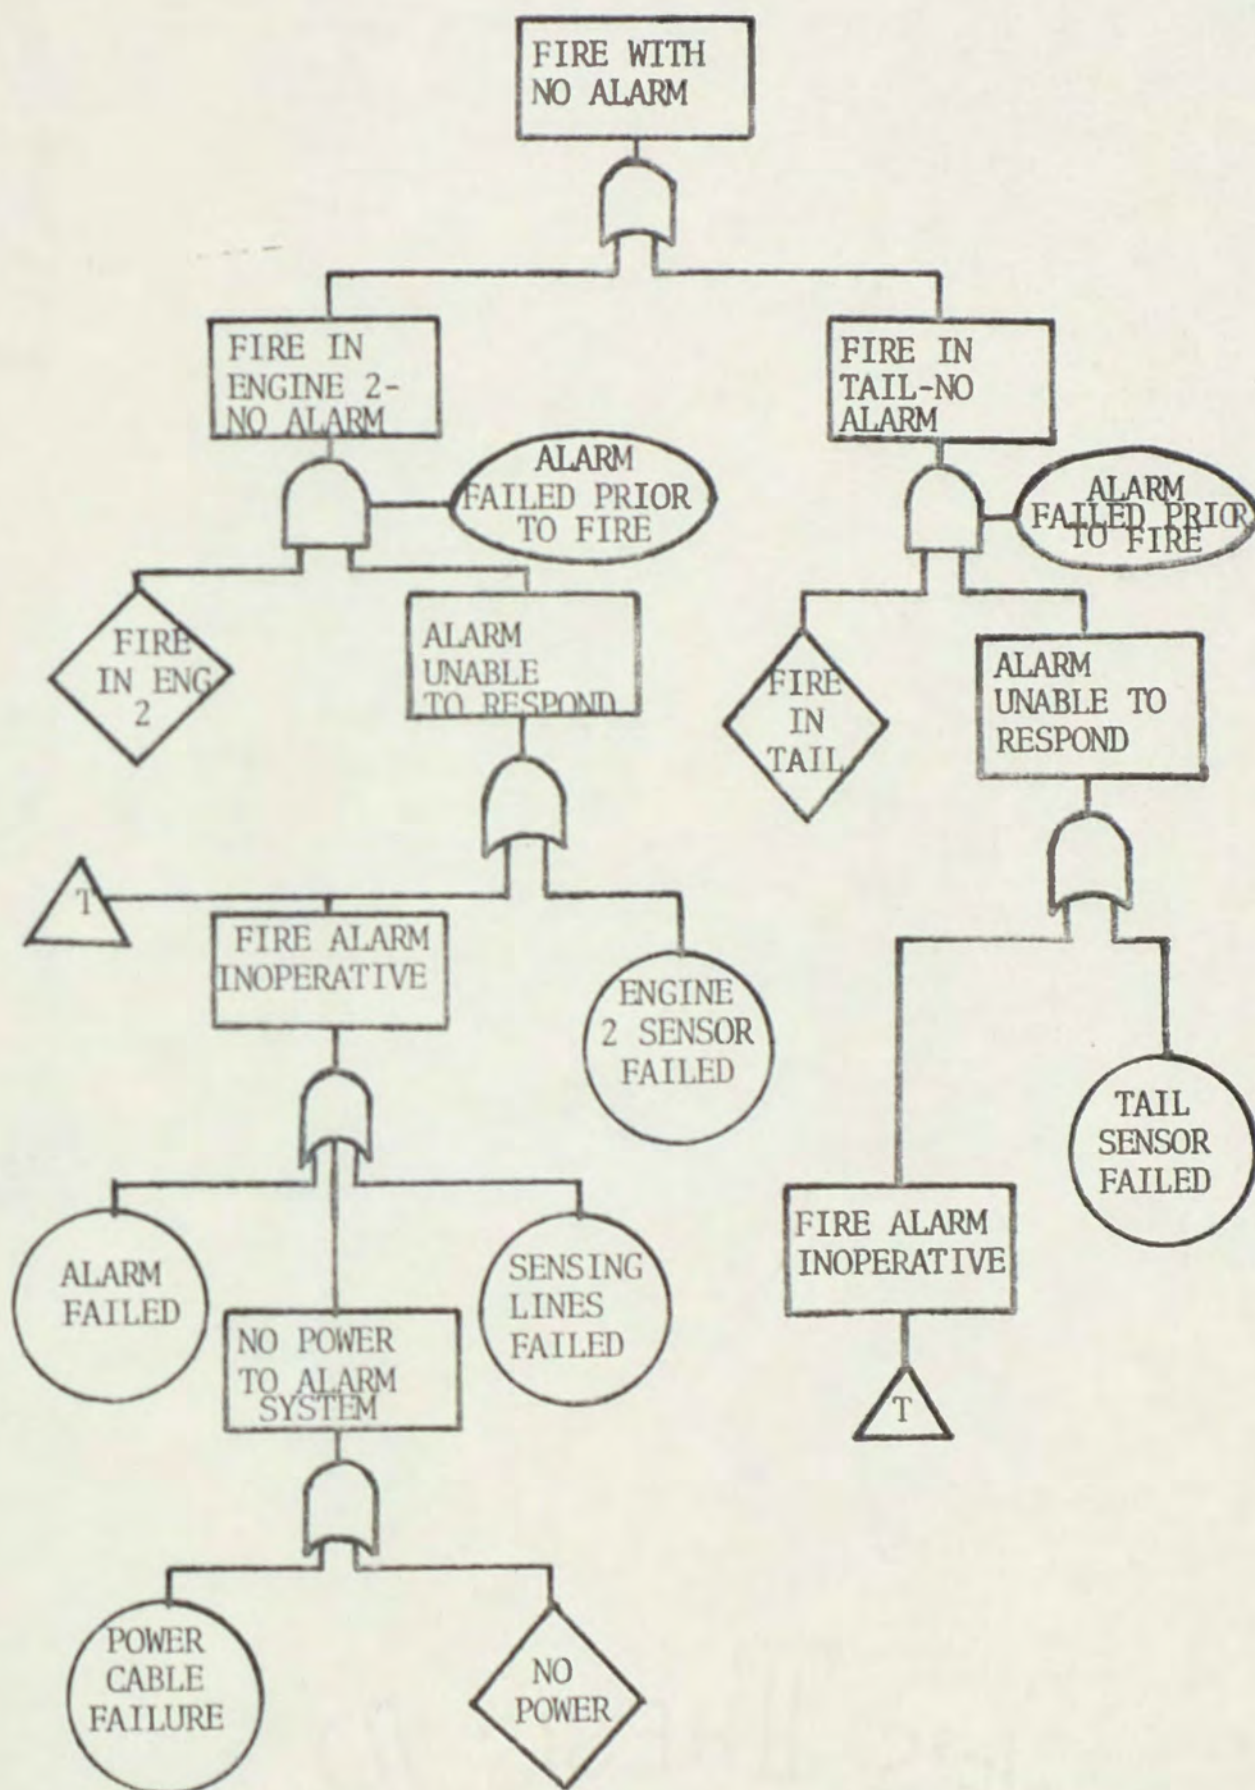 FIRE WITH
NO ALARM
FIRE IN
ENGINE 2-
NO ALARM
FIRE IN
TAIL-NO
ALARM
ALARM
FAILED PRIOR
TO FIRE
ALARM
FAILED PRIOR
TO FIRE
FIRE
IN ENG
2
ALARM
UNABLE
TO RESPOND
FIRE
IN
TAIL
ALARM
UNABLE TO
RESPOND
T
FIRE ALARM
INOPERATIVE
ENGINE
2 SENSOR
FAILED
TAIL
SENSOR
FAILED
ALARM
FAILED
SENSING
LINES
FAILED
FIRE ALARM
INOPERATIVE
NO POWER
TO ALARM
SYSTEM
T
POWER
CABLE
FAILURE
NO
POWER